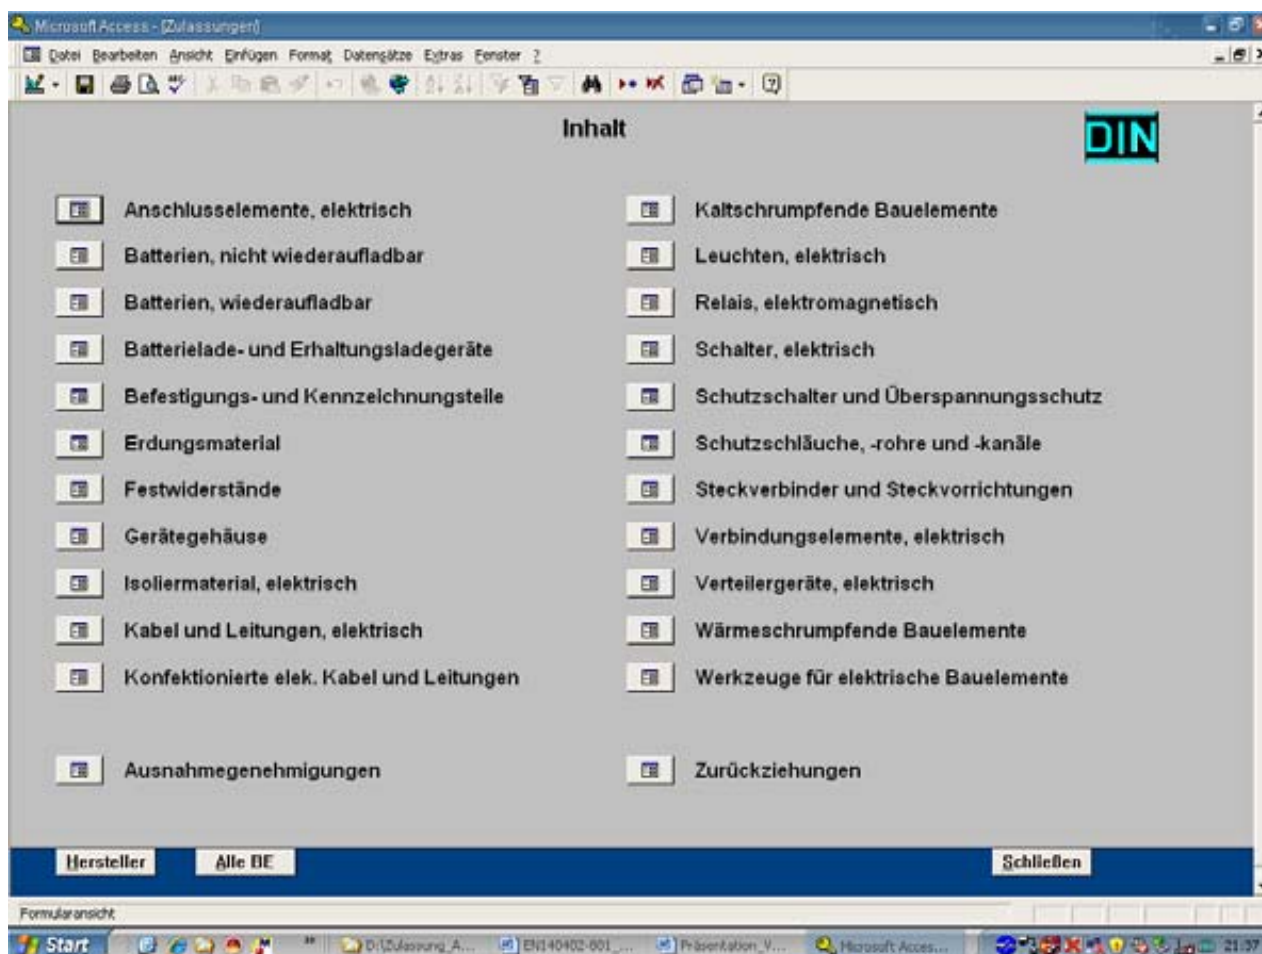 Microsoft Access - [Zulassungen]
Datei Bearbeiten Ansicht Einfügen Format Datensätze Extras Fenster ?
Inhalt
DIN
Anschlusselemente, elektrisch
Batterien, nicht wiederaufladbar
Batterien, wiederaufladbar
Batterielade- und Erhaltungsladegeräte
Befestigungs- und Kennzeichnungsteile
Erdungsmaterial
Festwiderstände
Gerätegehäuse
Isoliermaterial, elektrisch
Kabel und Leitungen, elektrisch
Konfektionierte elek. Kabel und Leitungen
Ausnahmegenehmigungen
Kaltschrumpfende Bauelemente
Leuchten, elektrisch
Relais, elektromagnetisch
Schalter, elektrisch
Schutzschalter und Überspannungsschutz
Schutzschläuche, -rohre und -kanäle
Steckverbinder und Steckvorrichtungen
Verbindungselemente, elektrisch
Verteilergeräte, elektrisch
Wärmeschrumpfende Bauelemente
Werkzeuge für elektrische Bauelemente
Zurückziehungen
Hersteller Alle BE Schließen
Formularansicht
Start D:\Zulassung_A... EN140402-801_... Präsentation_V... Microsoft Acces... 21:37